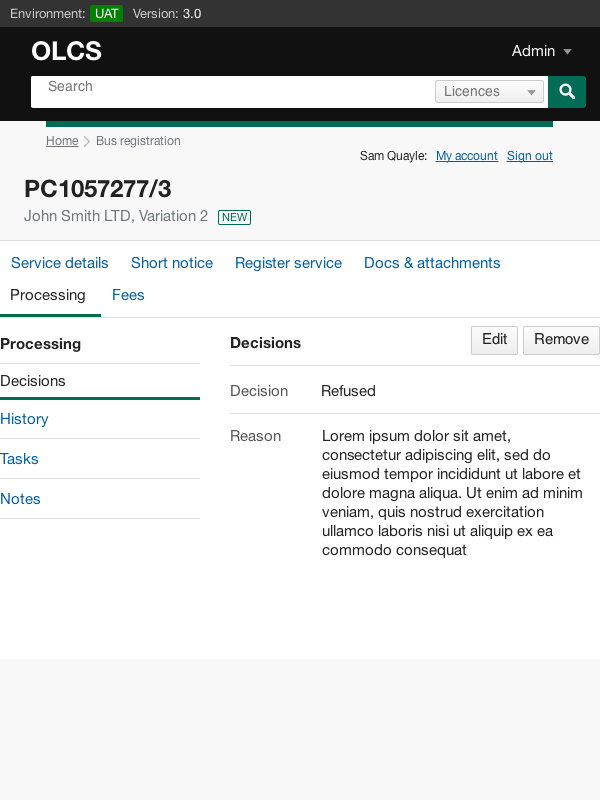 Environment: UAT Version: 3.0
OLCS
Admin
Search
Licences
Home Bus registration
Sam Quayle: My account Sign out
PC1057277/3
John Smith LTD, Variation 2 NEW
Service details Short notice Register service Docs & attachments
Processing Fees
Processing
Decisions
History
Tasks
Notes
Decisions
Edit Remove
Decision Refused
Reason Lorem ipsum dolor sit amet,
consectetur adipiscing elit, sed do
eiusmod tempor incididunt ut labore et
dolore magna aliqua. Ut enim ad minim
veniam, quis nostrud exercitation
ullamco laboris nisi ut aliquip ex ea
commodo consequat